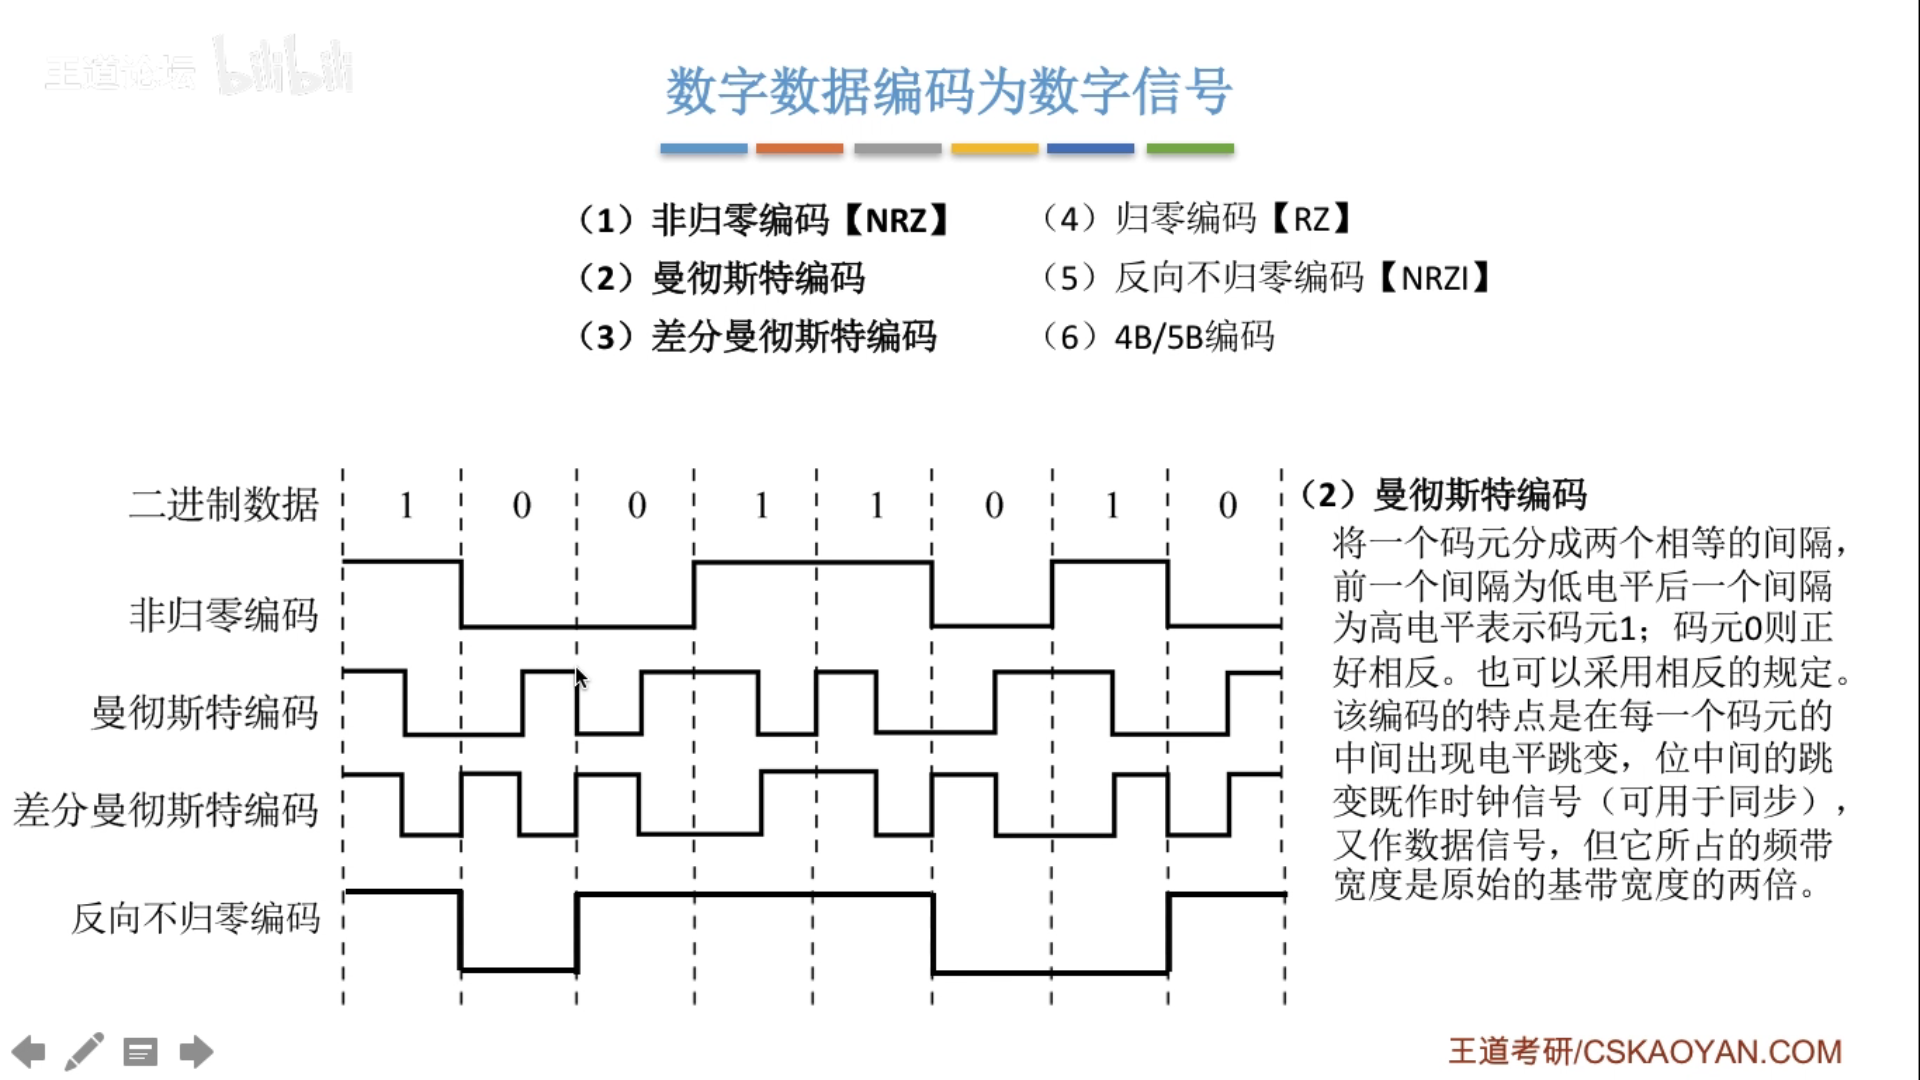 王道论坛 bilibili
数字数据编码为数字信号
（1）非归零编码【NRZ】
（4）归零编码【RZ】
（2）曼彻斯特编码
（5）反向不归零编码【NRZI】
（3）差分曼彻斯特编码
（6）4B/5B编码
二进制数据 1 0 0 1 1 0 1 0
非归零编码
曼彻斯特编码
差分曼彻斯特编码
反向不归零编码
（2）曼彻斯特编码
将一个码元分成两个相等的间隔，
前一个间隔为低电平后一个间隔
为高电平表示码元1；码元0则正
好相反。也可以采用相反的规定。
该编码的特点是在每一个码元的
中间出现电平跳变，位中间的跳
变既作时钟信号（可用于同步），
又作数据信号，但它所占的频带
宽度是原始的基带宽度的两倍。
王道考研/CSKAOYAN.COM